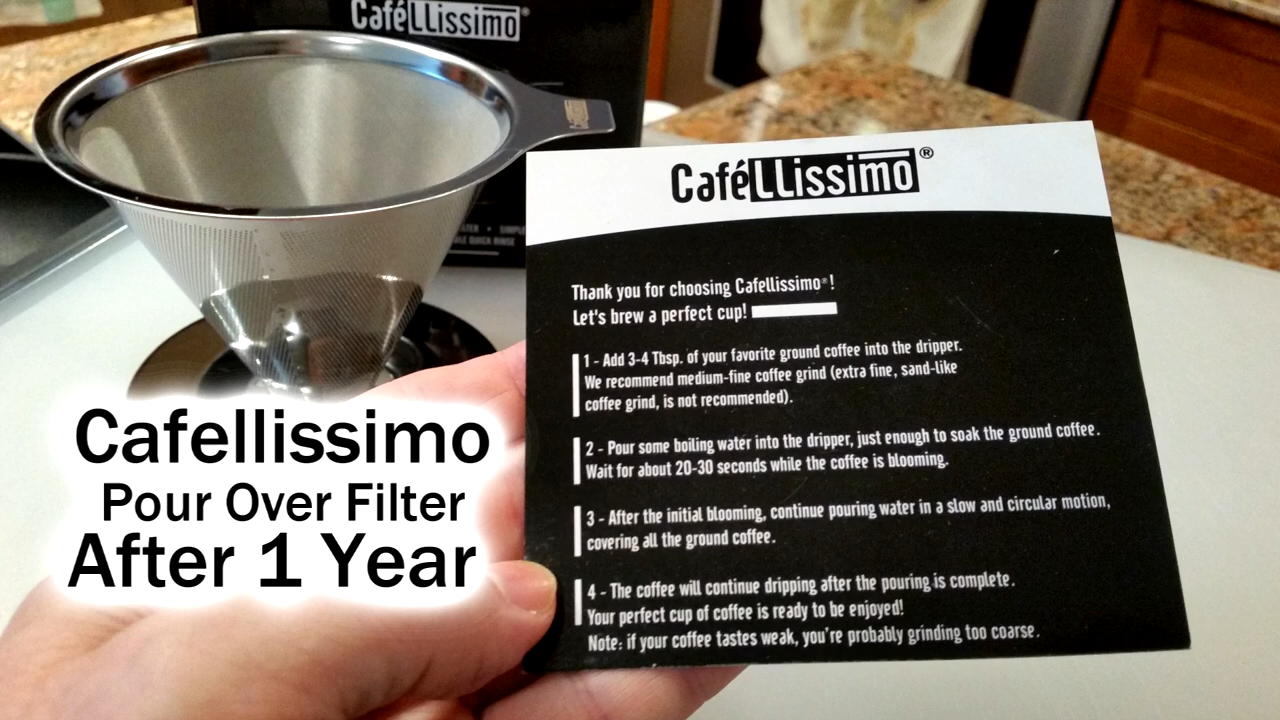 CaféLLissimo®
CaféLLissimo®
Thank you for choosing Cafellissimo®!
Let's brew a perfect cup!
1 - Add 3-4 Tbsp. of your favorite ground coffee into the dripper.
We recommend medium-fine coffee grind (extra fine, sand-like
coffee grind, is not recommended).
2 - Pour some boiling water into the dripper, just enough to soak the ground coffee.
Wait for about 20-30 seconds while the coffee is blooming.
3 - After the initial blooming, continue pouring water in a slow and circular motion,
covering all the ground coffee.
4 - The coffee will continue dripping after the pouring is complete.
Your perfect cup of coffee is ready to be enjoyed!
Note: if your coffee tastes weak, you're probably grinding too coarse.
Cafellissimo
Pour Over Filter
After 1 Year
QUICK RINSE